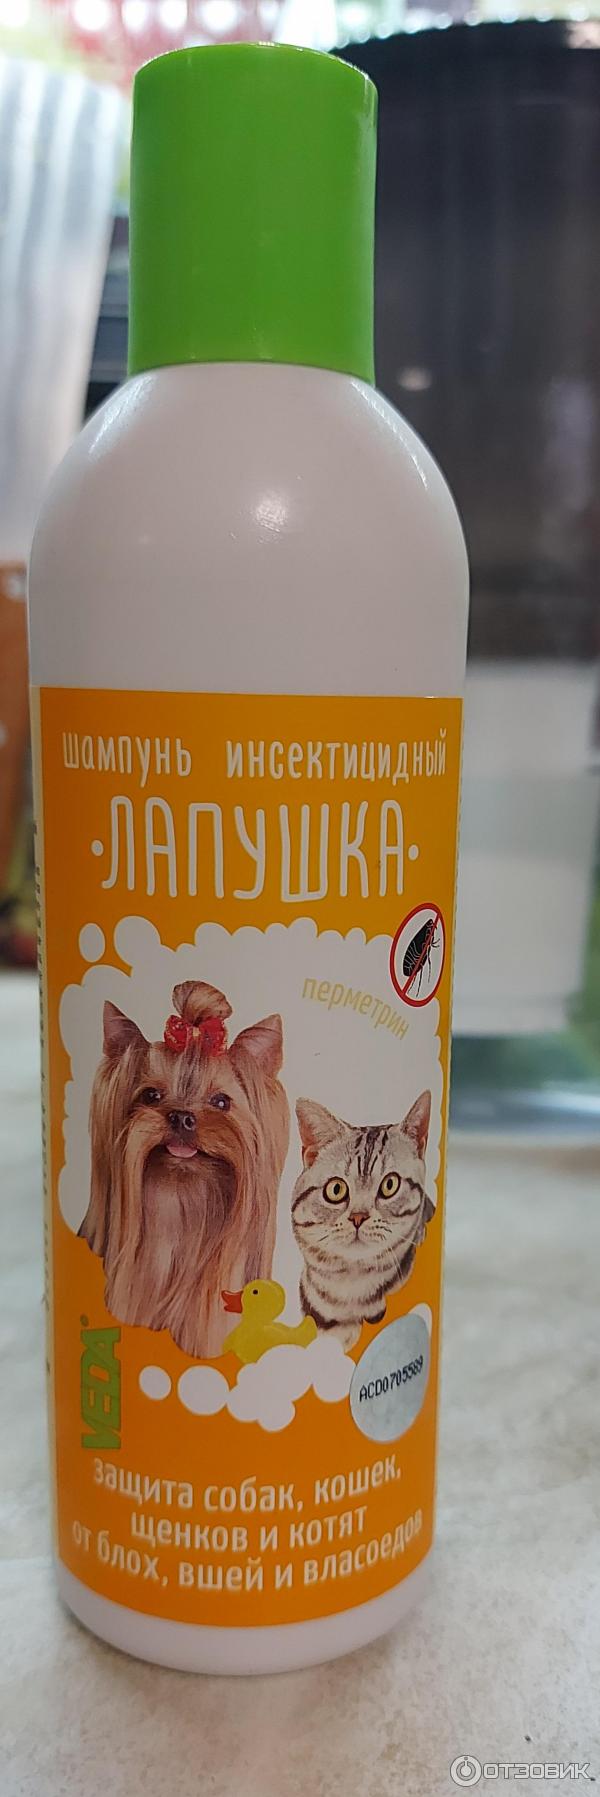 шампунь инсектицидный
•ЛАПУШКА•
перметрин
VEDA®
ACD0705589
защита собак, кошек,
щенков и котят
от блох, вшей и власоедов
ОТЗОВИК